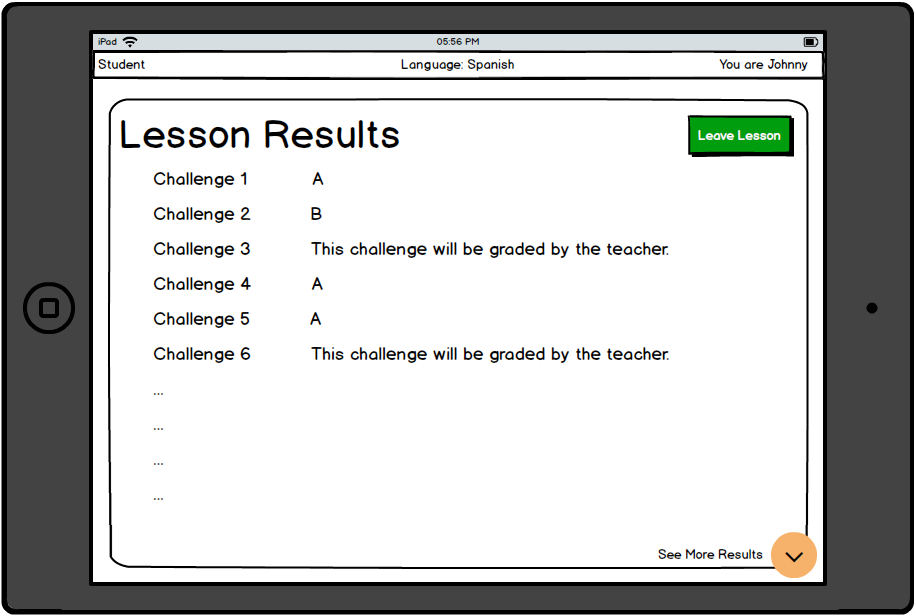 iPad 05:56 PM
Student Language: Spanish You are Johnny
Lesson Results
Leave Lesson
Challenge 1 A
Challenge 2 B
Challenge 3 This challenge will be graded by the teacher.
Challenge 4 A
Challenge 5 A
Challenge 6 This challenge will be graded by the teacher.
...
...
...
...
See More Results